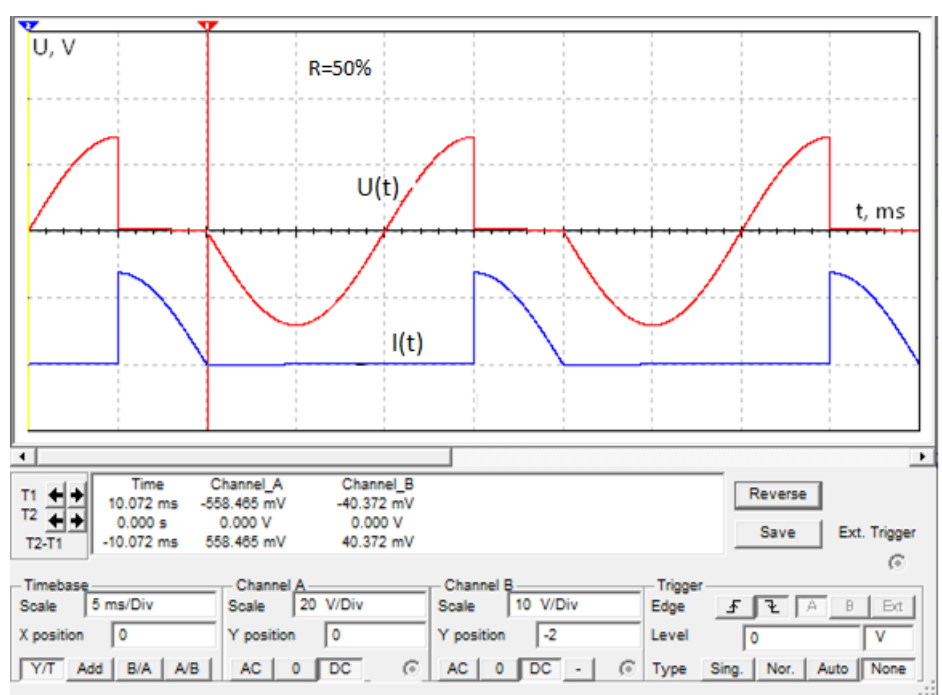 U, V
R=50%
U(t)
t, ms
I(t)
Time Channel_A Channel_B
T1 10.072 ms -558.465 mV -40.372 mV
T2 0.000 s 0.000 V 0.000 V
T2-T1 -10.072 ms 558.465 mV 40.372 mV
Reverse
Save Ext. Trigger
Timebase Channel A Channel B Trigger
Scale 5 ms/Div Scale 20 V/Div Scale 10 V/Div Edge A B Ext
X position 0 Y position 0 Y position -2 Level 0 V
Y/T Add B/A A/B AC 0 DC AC 0 DC - Type Sing. Nor. Auto None